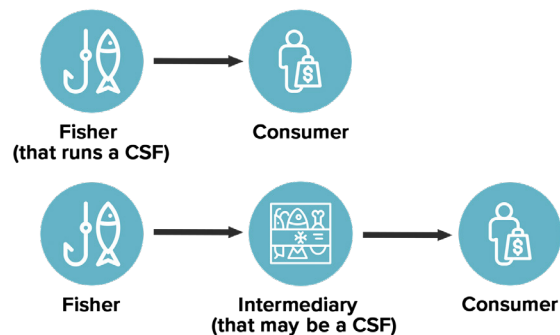 Fisher
(that runs a CSF)
Consumer
Fisher
Intermediary
(that may be a CSF)
Consumer
$
$